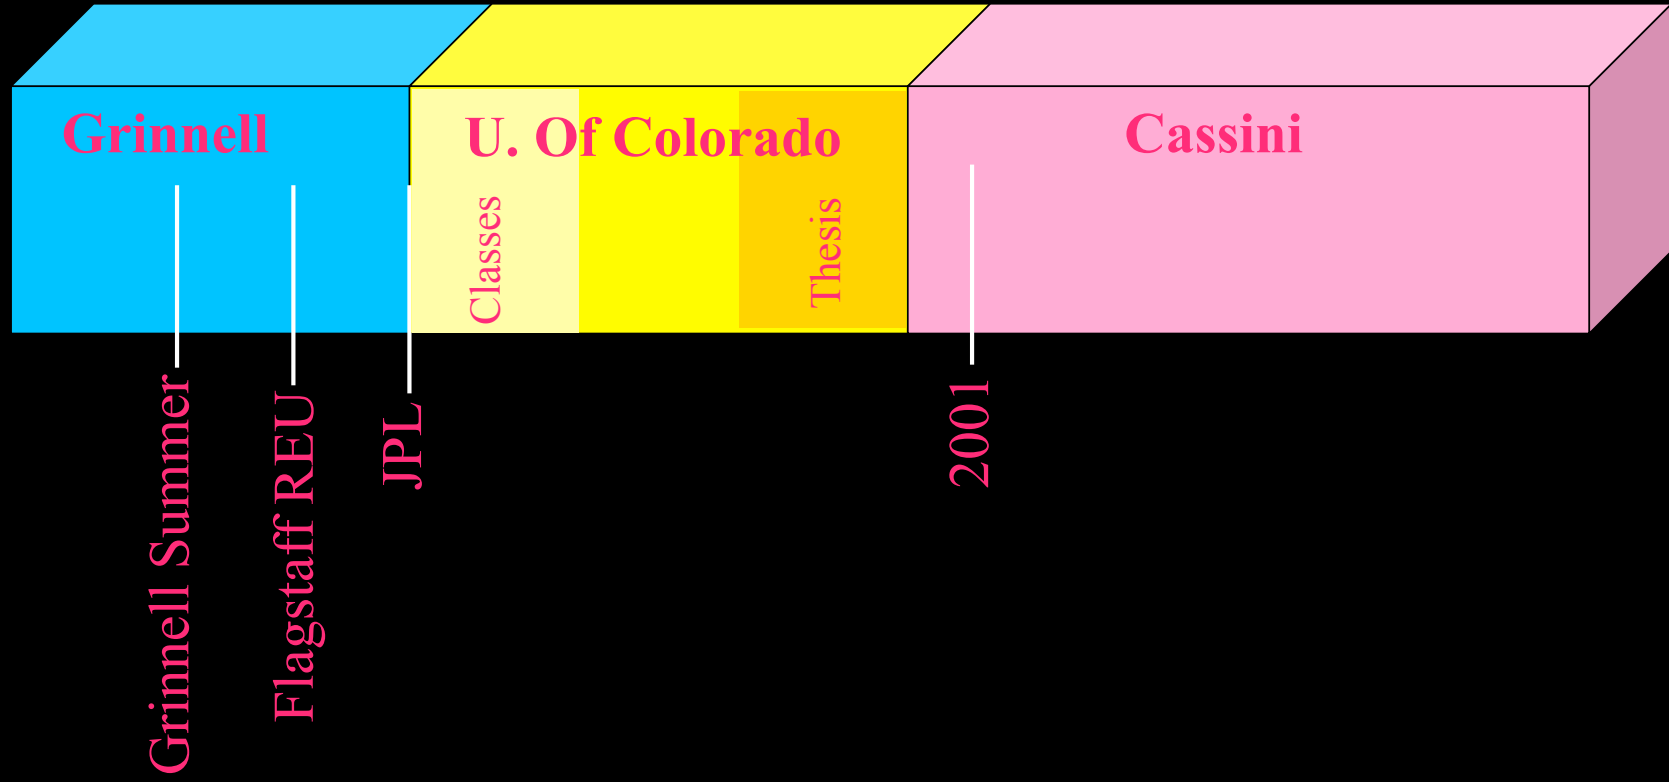 Grinnell
U. Of Colorado
Cassini
Classes
Thesis
Grinnell Summer
Flagstaff REU
JPL
2001